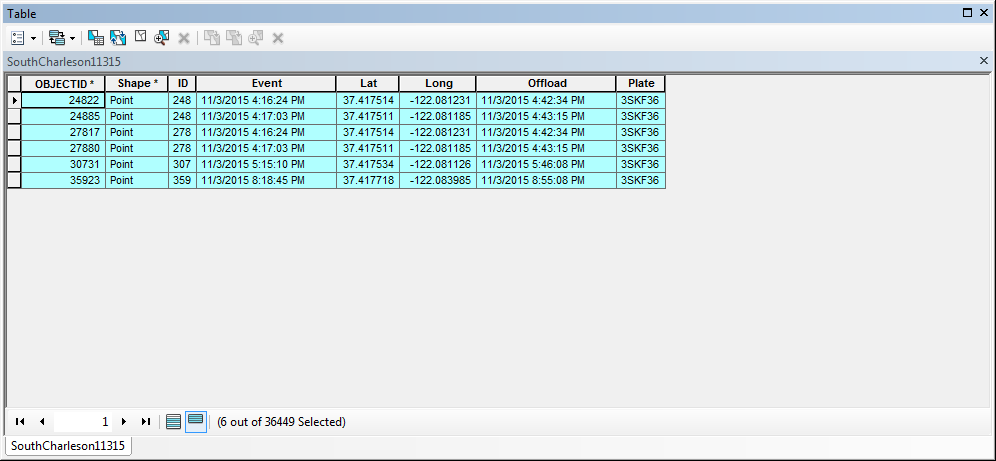 Table
SouthCharleson11315
OBJECTID * Shape * ID Event Lat Long Offload Plate
24822 Point 248 11/3/2015 4:16:24 PM 37.417514 -122.081231 11/3/2015 4:42:34 PM 3SKF36
24885 Point 248 11/3/2015 4:17:03 PM 37.417511 -122.081185 11/3/2015 4:43:15 PM 3SKF36
27817 Point 278 11/3/2015 4:16:24 PM 37.417514 -122.081231 11/3/2015 4:42:34 PM 3SKF36
27880 Point 278 11/3/2015 4:17:03 PM 37.417511 -122.081185 11/3/2015 4:43:15 PM 3SKF36
30731 Point 307 11/3/2015 5:15:10 PM 37.417534 -122.081126 11/3/2015 5:46:08 PM 3SKF36
35923 Point 359 11/3/2015 8:18:45 PM 37.417718 -122.083985 11/3/2015 8:55:08 PM 3SKF36
1 (6 out of 36449 Selected)
SouthCharleson11315